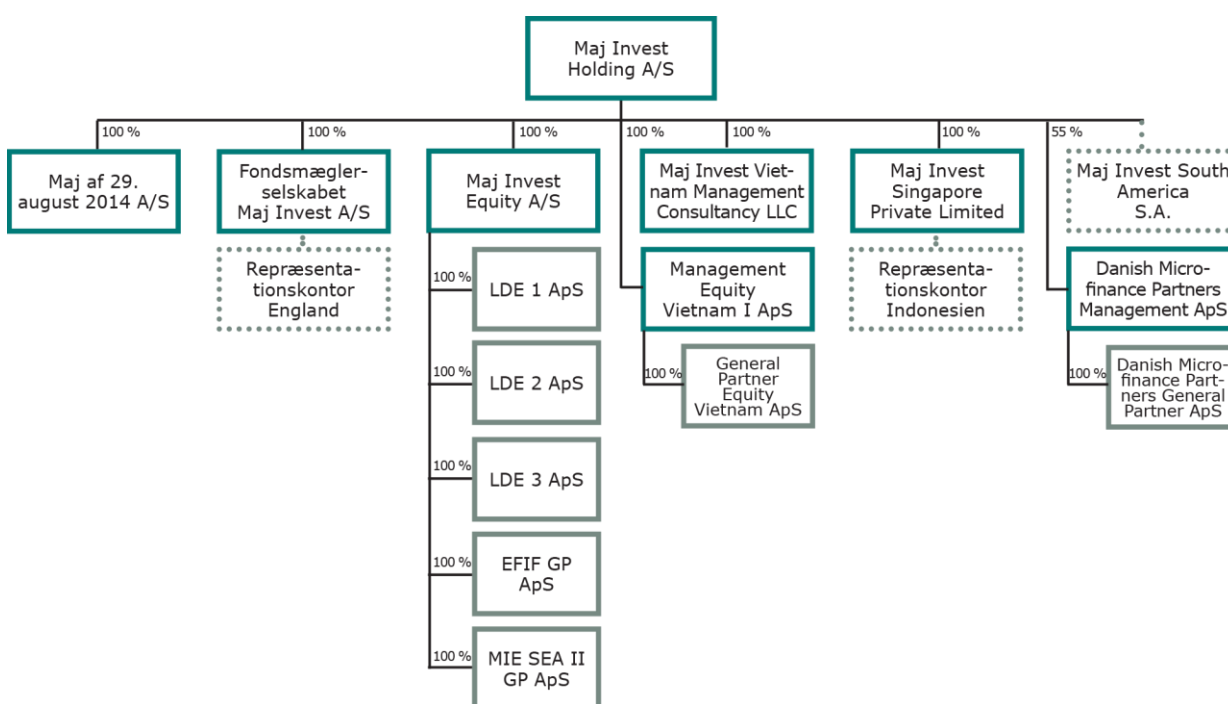 Maj Invest
Holding A/S
100 %
100 %
100 %
100 %
100 %
100 %
55 %
Maj af 29.
august 2014 A/S
Fondsmægler-
selskabet
Maj Invest A/S
Maj Invest
Equity A/S
Maj Invest Viet-
nam Management
Consultancy LLC
Maj Invest
Singapore
Private Limited
Maj Invest South
America
S.A.
Repræsenta-
tionskontor
England
100 %
LDE 1 ApS
Management
Equity
Vietnam I ApS
Repræsenta-
tionskontor
Indonesien
Danish Micro-
finance Partners
Management ApS
100 %
LDE 2 ApS
100 %
General
Partner
Equity
Vietnam ApS
100 %
Danish Micro-
finance Part-
ners General
Partner ApS
100 %
LDE 3 ApS
100 %
EFIF GP
ApS
100 %
MIE SEA II
GP ApS